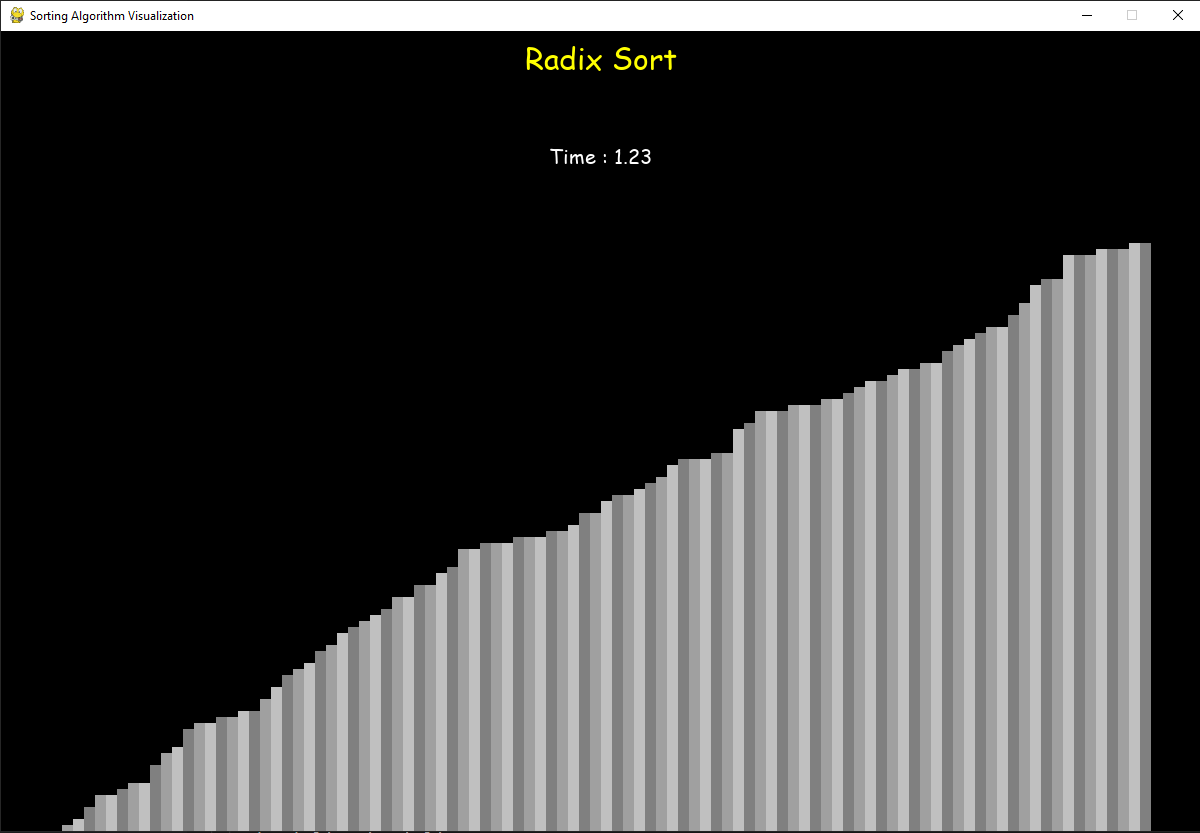 Sorting Algorithm Visualization
Radix Sort
Time : 1.23